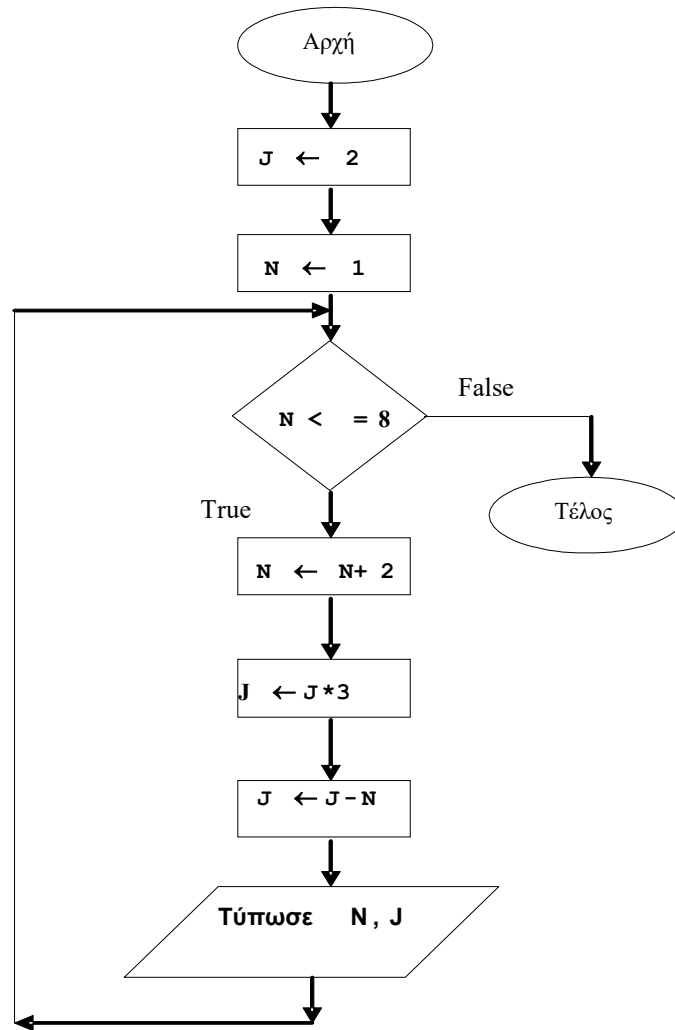 Αρχή
J ← 2
N ← 1
N < = 8
False
True
Τέλος
N ← N+ 2
J ← J*3
J ← J-N
Τύπωσε N, J